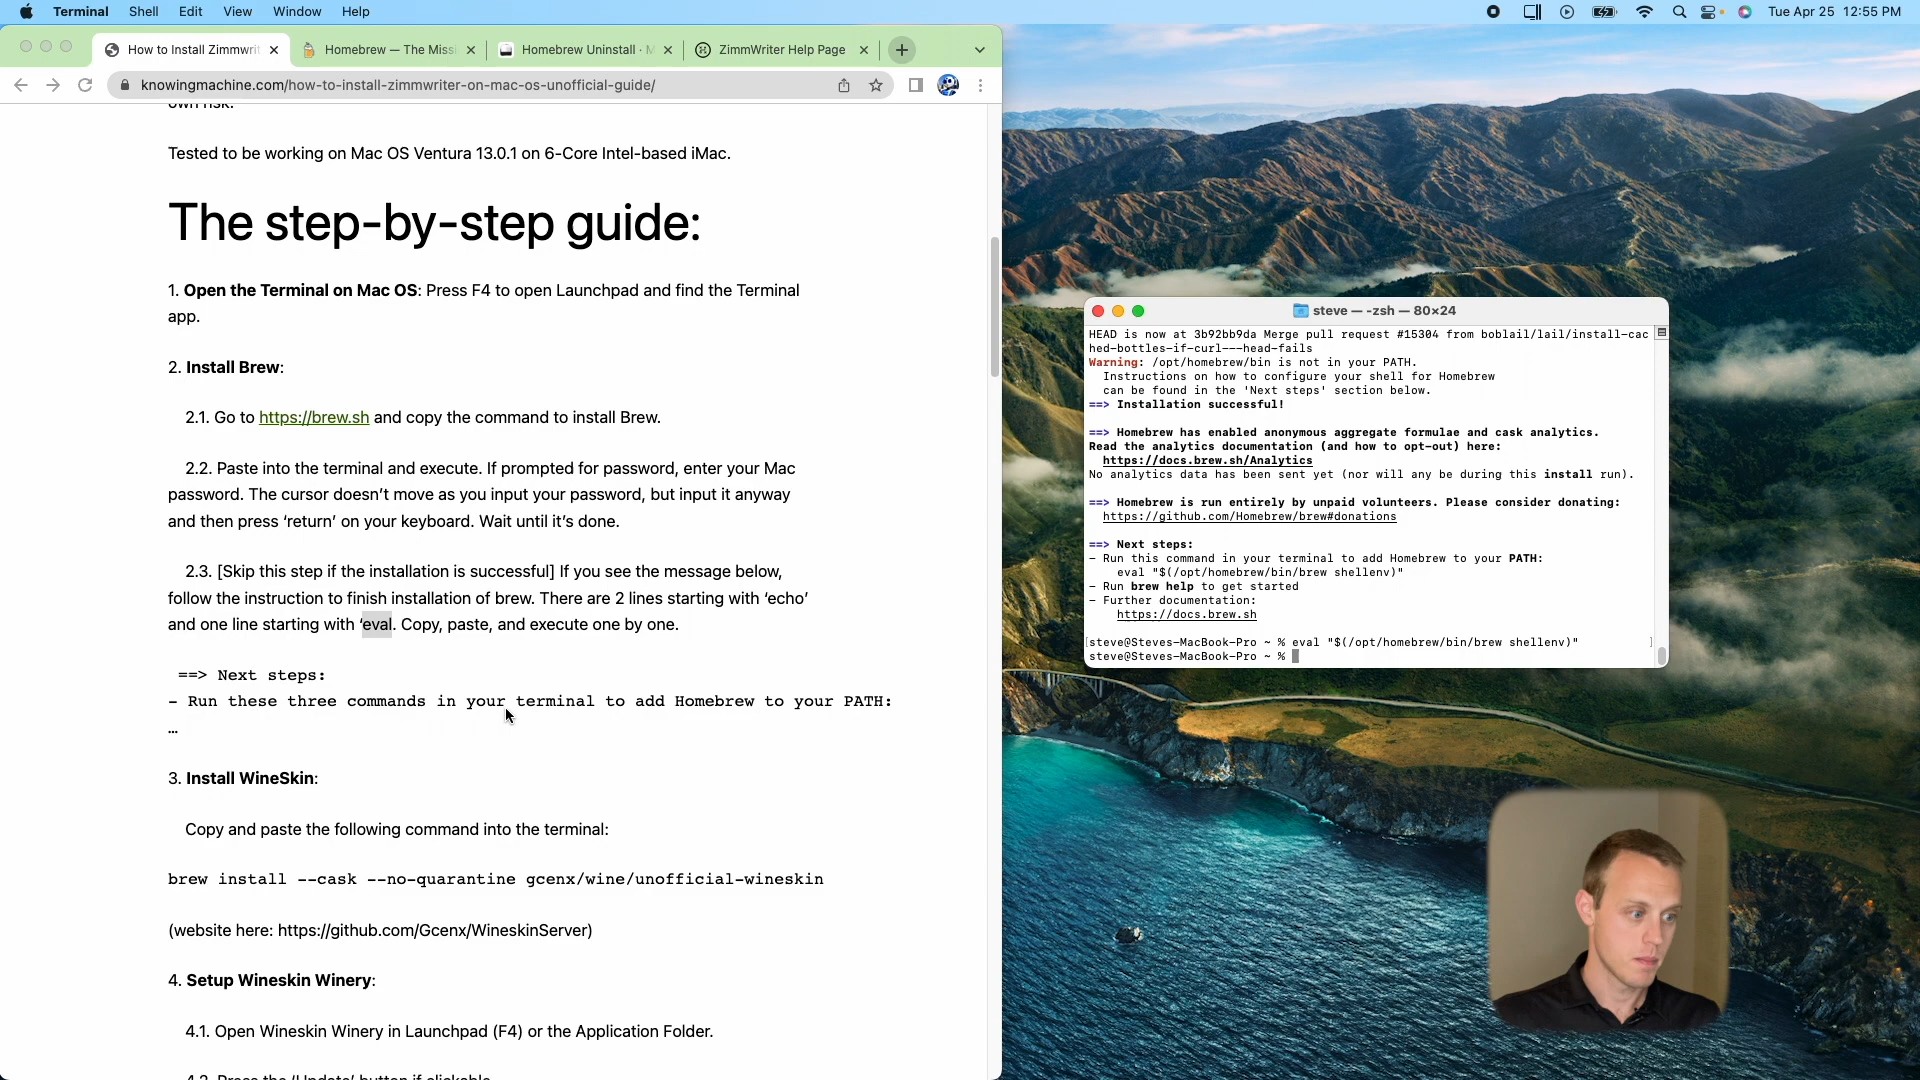 Terminal Shell Edit View Window Help
Tue Apr 25 12:55 PM
How to Install Zimmwrit
Homebrew — The Missi
Homebrew Uninstall · M
ZimmWriter Help Page
knowingmachine.com/how-to-install-zimmwriter-on-mac-os-unofficial-guide/
own risk.
Tested to be working on Mac OS Ventura 13.0.1 on 6-Core Intel-based iMac.
The step-by-step guide:
1. Open the Terminal on Mac OS: Press F4 to open Launchpad and find the Terminal
app.
2. Install Brew:
2.1. Go to https://brew.sh and copy the command to install Brew.
2.2. Paste into the terminal and execute. If prompted for password, enter your Mac
password. The cursor doesn’t move as you input your password, but input it anyway
and then press ‘return’ on your keyboard. Wait until it’s done.
2.3. [Skip this step if the installation is successful] If you see the message below,
follow the instruction to finish installation of brew. There are 2 lines starting with ‘echo’
and one line starting with ‘eval. Copy, paste, and execute one by one.
==> Next steps:
- Run these three commands in your terminal to add Homebrew to your PATH:
…
3. Install WineSkin:
Copy and paste the following command into the terminal:
brew install --cask --no-quarantine gcenx/wine/unofficial-wineskin
(website here: https://github.com/Gcenx/WineskinServer)
4. Setup Wineskin Winery:
4.1. Open Wineskin Winery in Launchpad (F4) or the Application Folder.
4.2. Press the ‘Update’ button if clickable.
steve — -zsh — 80×24
HEAD is now at 3b92bb9da Merge pull request #15304 from boblail/lail/install-cac
hed-bottles-if-curl---head-fails
Warning: /opt/homebrew/bin is not in your PATH.
Instructions on how to configure your shell for Homebrew
can be found in the 'Next steps' section below.
==> Installation successful!
==> Homebrew has enabled anonymous aggregate formulae and cask analytics.
Read the analytics documentation (and how to opt-out) here:
https://docs.brew.sh/Analytics
No analytics data has been sent yet (nor will any be during this install run).
==> Homebrew is run entirely by unpaid volunteers. Please consider donating:
https://github.com/Homebrew/brew#donations
==> Next steps:
- Run this command in your terminal to add Homebrew to your PATH:
eval "$(/opt/homebrew/bin/brew shellenv)"
- Run brew help to get started
- Further documentation:
https://docs.brew.sh
[steve@Steves-MacBook-Pro ~ % eval "$(/opt/homebrew/bin/brew shellenv)" ]
steve@Steves-MacBook-Pro ~ %